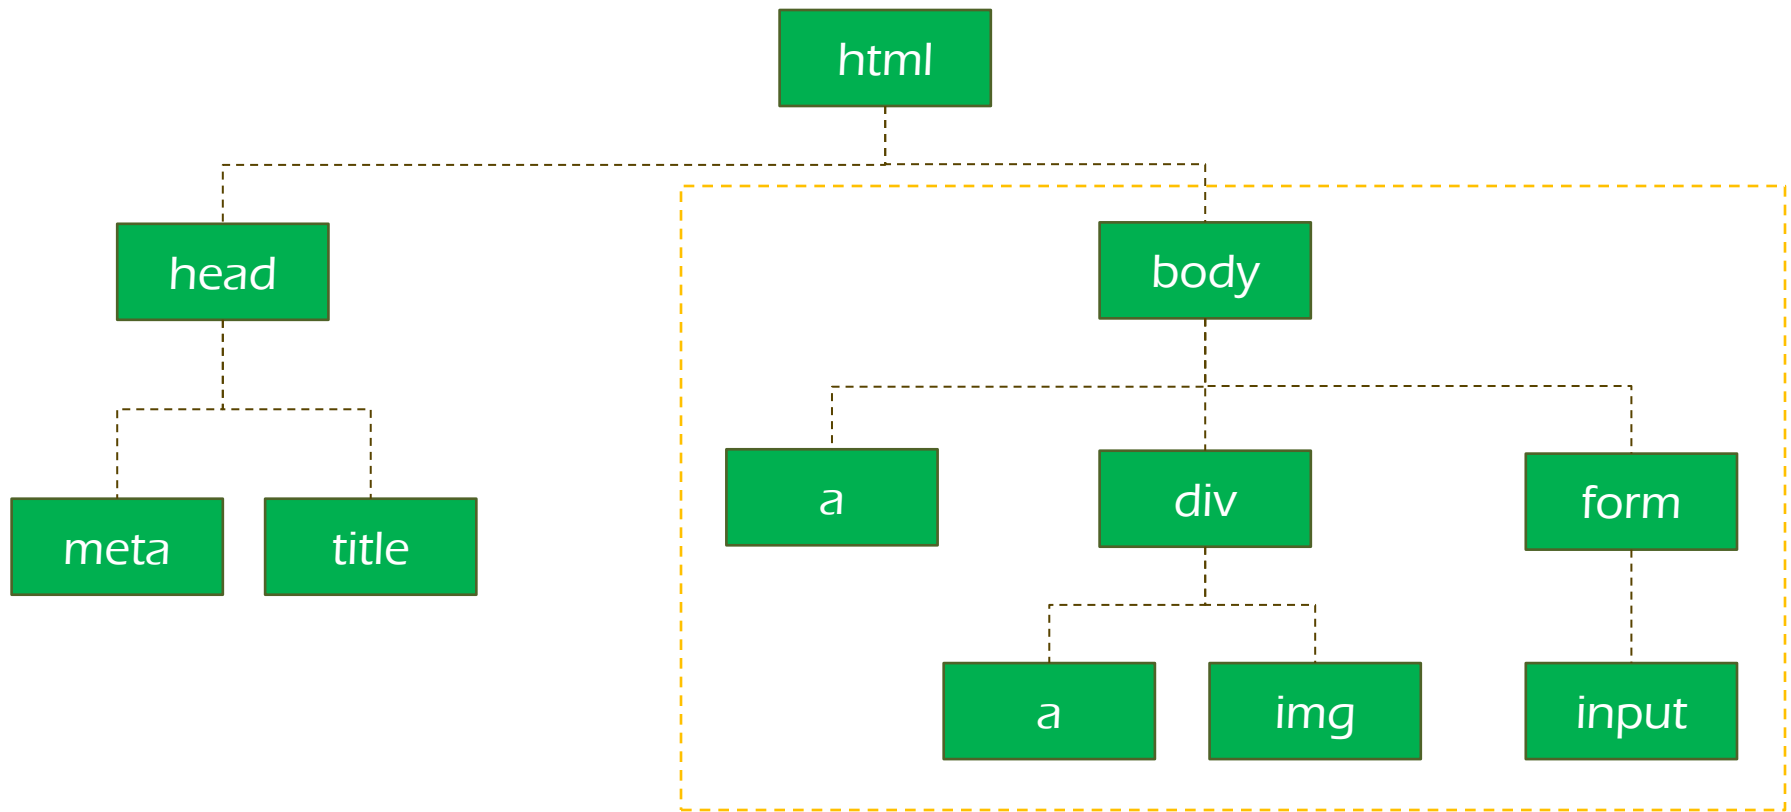 html
head
body
a
div
form
meta
title
a
img
input